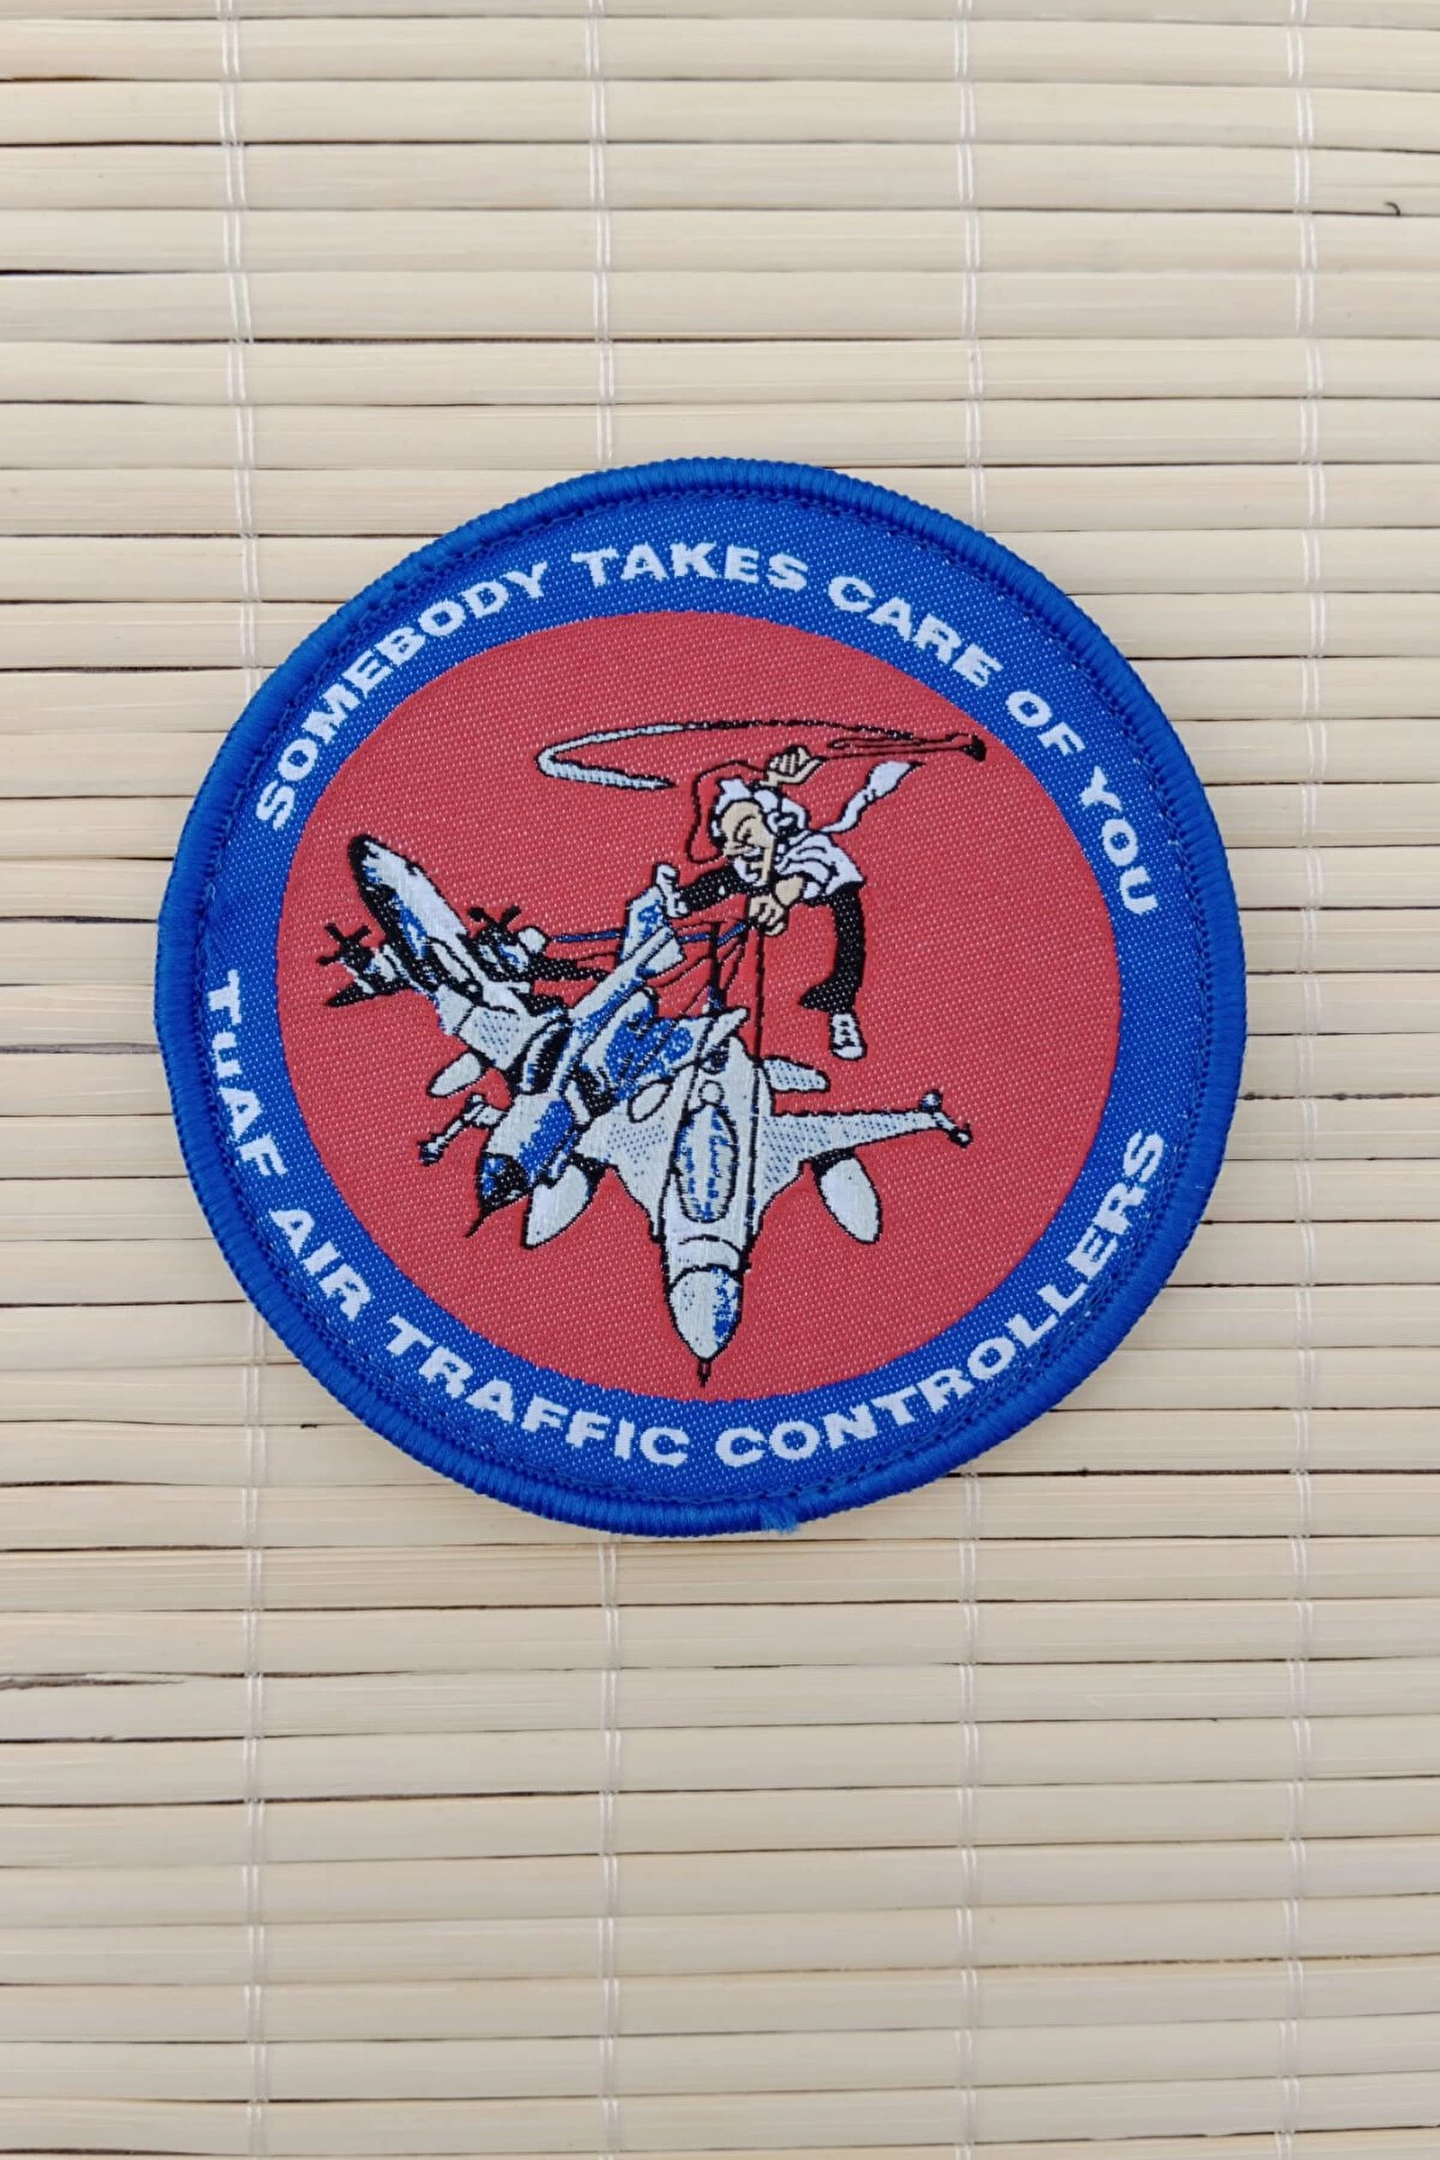 SOMEBODY TAKES CARE OF YOU
TUAF AIR TRAFFIC CONTROLLERS